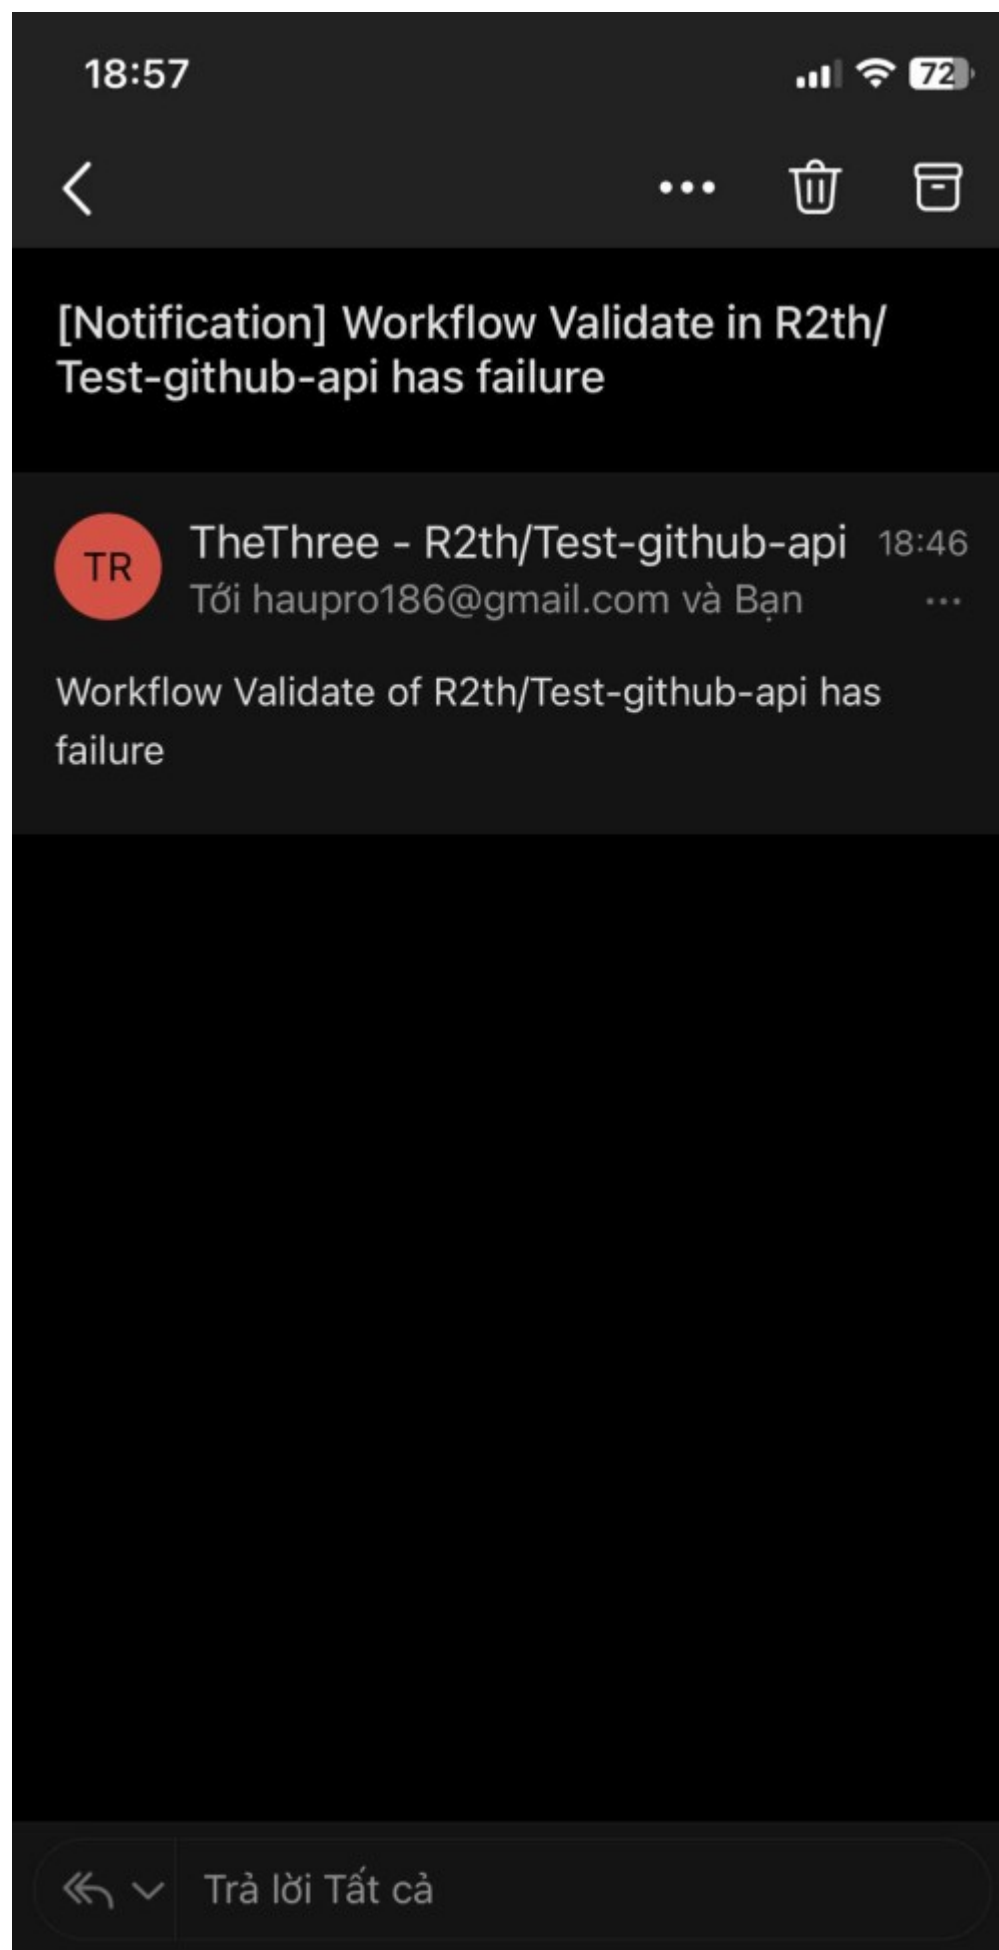 18:57
72
[Notification] Workflow Validate in R2th/
Test-github-api has failure
TR
TheThree - R2th/Test-github-api 18:46
Tới haupro186@gmail.com và Bạn
Workflow Validate of R2th/Test-github-api has
failure
Trả lời Tất cả